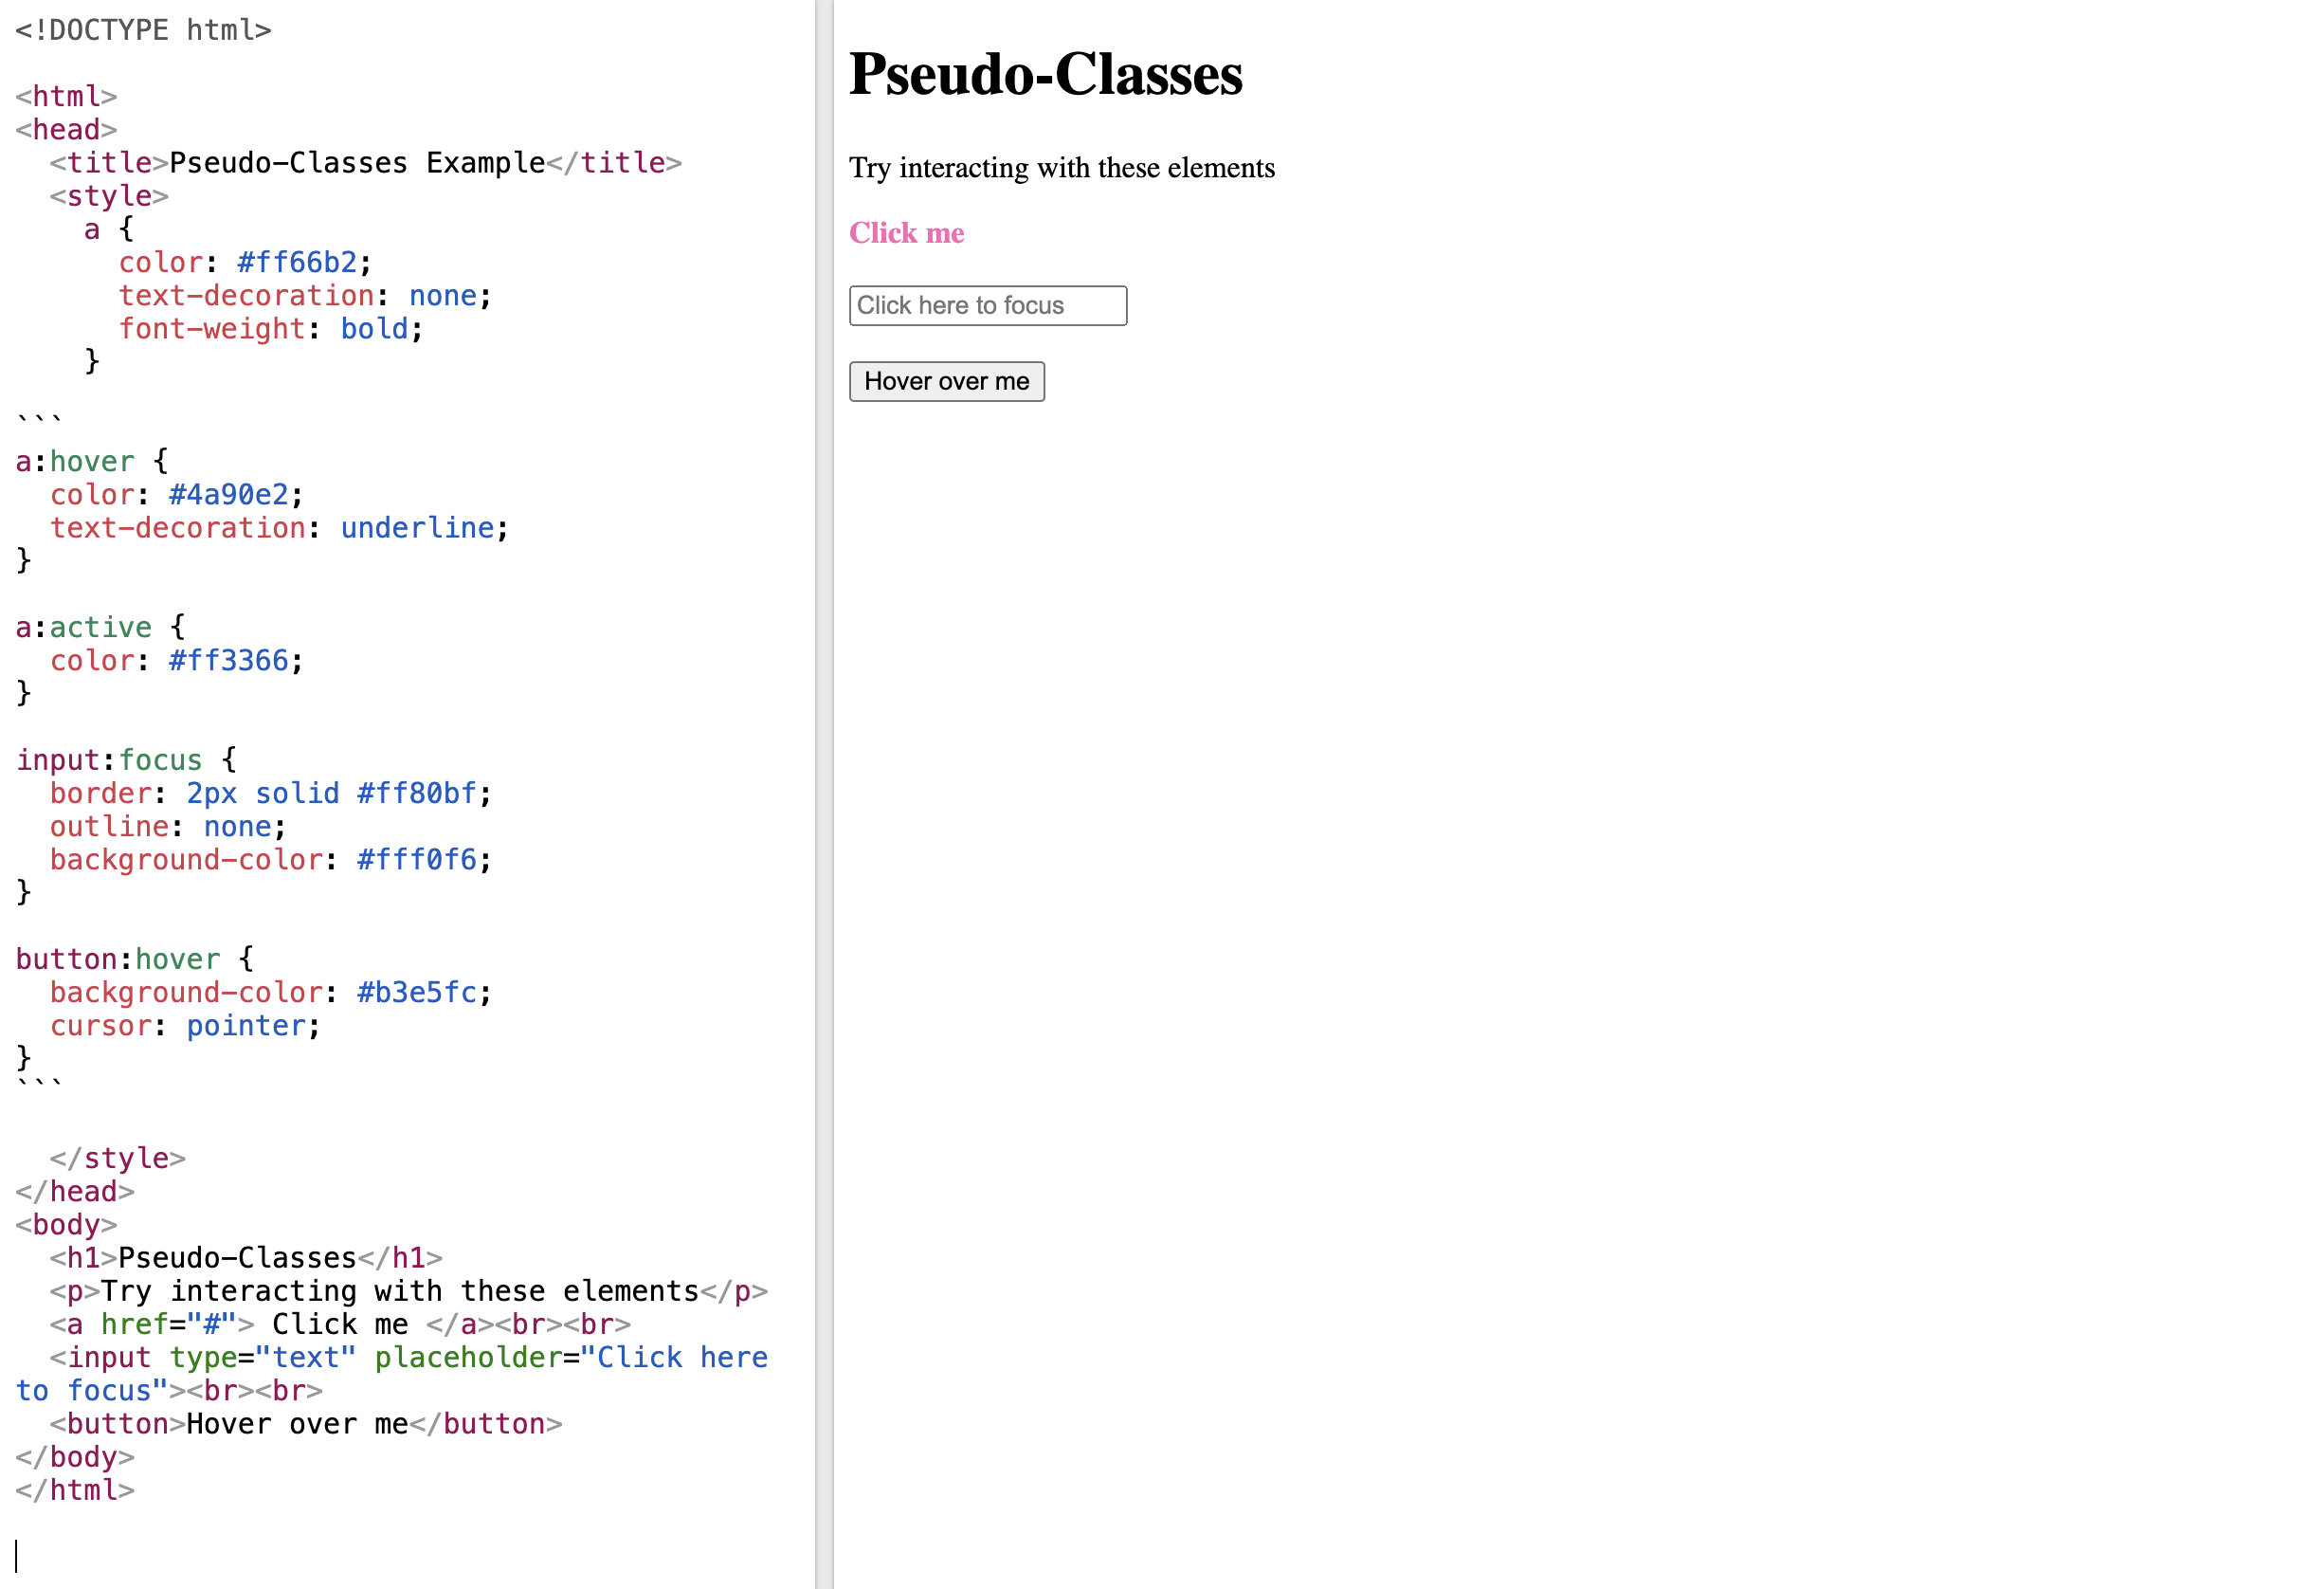 <!DOCTYPE html>
<html>
<head>
  <title>Pseudo-Classes Example</title>
  <style>
    a {
      color: #ff66b2;
      text-decoration: none;
      font-weight: bold;
    }
```
a:hover {
  color: #4a90e2;
  text-decoration: underline;
}
a:active {
  color: #ff3366;
}
input:focus {
  border: 2px solid #ff80bf;
  outline: none;
  background-color: #fff0f6;
}
button:hover {
  background-color: #b3e5fc;
  cursor: pointer;
}
```
  </style>
</head>
<body>
  <h1>Pseudo-Classes</h1>
  <p>Try interacting with these elements</p>
  <a href="#"> Click me </a><br><br>
  <input type="text" placeholder="Click here
to focus"><br><br>
  <button>Hover over me</button>
</body>
</html>
Pseudo-Classes
Try interacting with these elements
Click me
Click here to focus
Hover over me